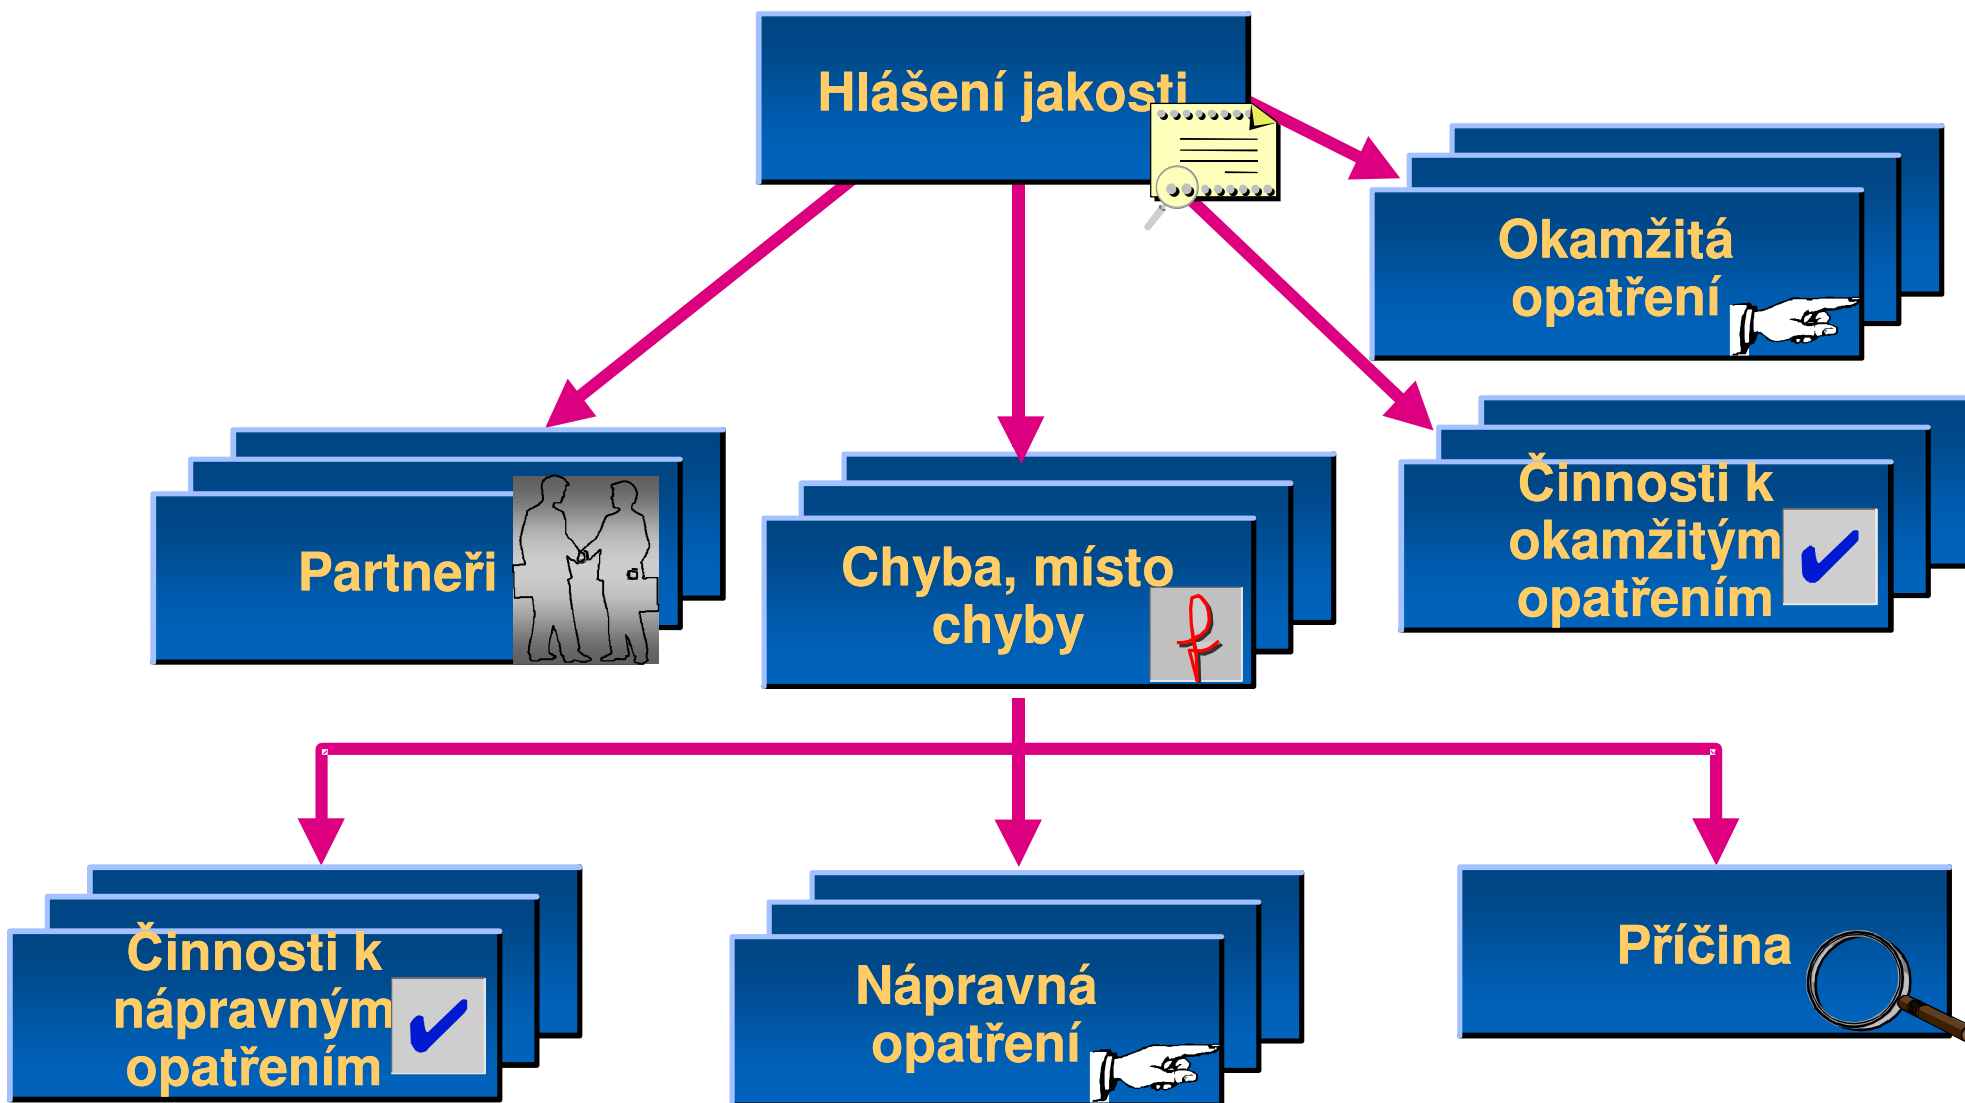 Hlášení jakosti
Okamžitá
opatření
Partneři
Chyba, místo
chyby
Činnosti k
okamžitým
opatřením
Činnosti k
nápravným
opatřením
Nápravná
opatření
Příčina